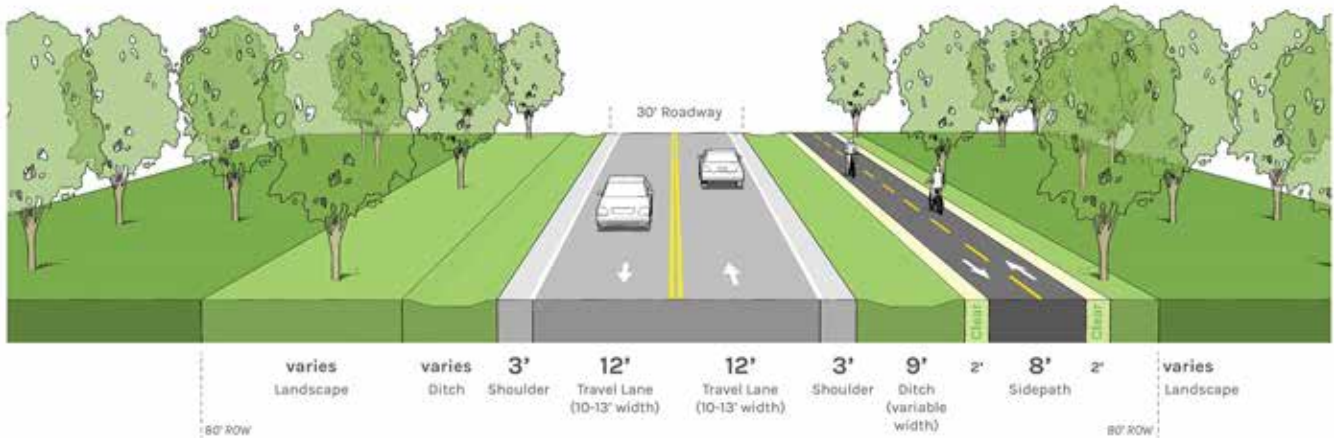 30' Roadway
Clear
Clear
varies
Landscape
varies
Ditch
3'
Shoulder
12'
Travel Lane
(10-13' width)
12'
Travel Lane
(10-13' width)
3'
Shoulder
9'
Ditch
(variable
width)
2'
8'
Sidepath
2'
varies
Landscape
80' ROW
80' ROW